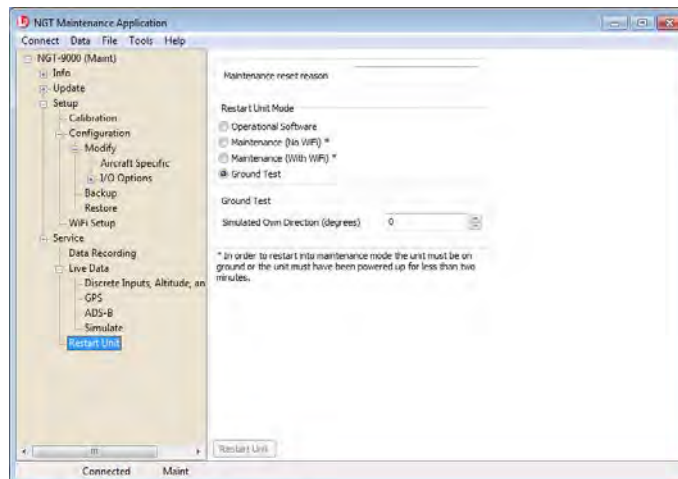 NGT Maintenance Application
Connect Data File Tools Help
NGT-9000 (Maint)
Info
Update
Setup
Calibration
Configuration
Modify
Aircraft Specific
I/O Options
Backup
Restore
WiFi Setup
Service
Data Recording
Live Data
Discrete Inputs, Altitude, an
GPS
ADS-B
Simulate
Restart Unit
Maintenance reset reason
Restart Unit Mode
Operational Software
Maintenance (No WiFi) *
Maintenance (With WiFi) *
Ground Test
Ground Test
Simulated Own Direction (degrees) 0
* In order to restart into maintenance mode the unit must be on
ground or the unit must have been powered up for less than two
minutes.
Restart Unit
Connected Maint